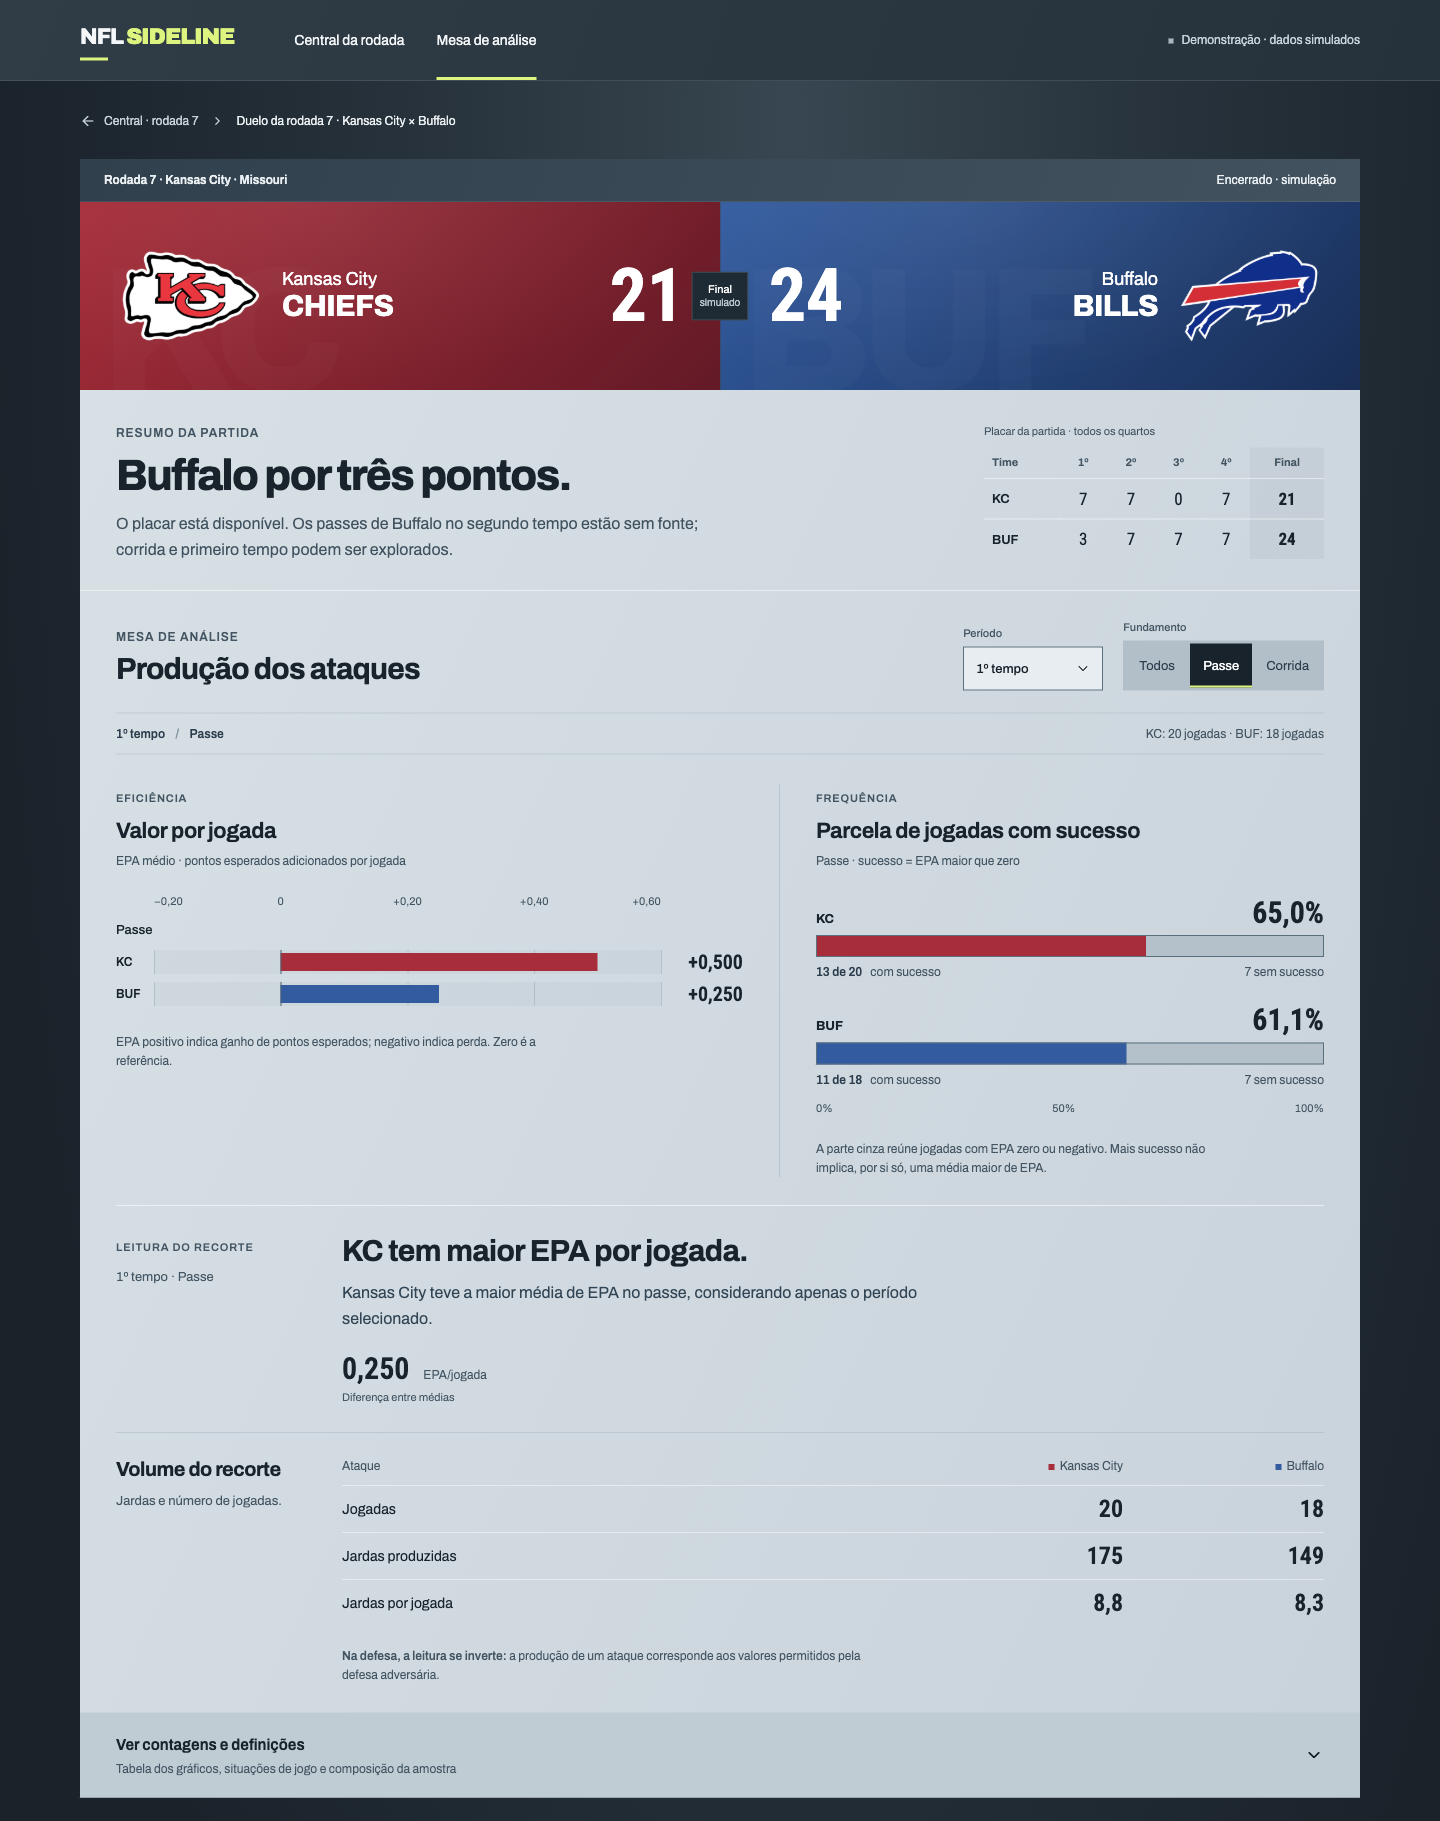 NFL SIDELINE
Central da rodada
Mesa de análise
Demonstração · dados simulados
Central · rodada 7
Duelo da rodada 7 · Kansas City × Buffalo
Rodada 7 · Kansas City · Missouri
Encerrado · simulação
KC
KC
Kansas City
CHIEFS
21
Final
simulado
24
BUF
Buffalo
BILLS
RESUMO DA PARTIDA
Buffalo por três pontos.
O placar está disponível. Os passes de Buffalo no segundo tempo estão sem fonte;
corrida e primeiro tempo podem ser explorados.
Placar da partida · todos os quartos
Time 1º 2º 3º 4º Final
KC 7 7 0 7 21
BUF 3 7 7 7 24
MESA DE ANÁLISE
Produção dos ataques
Período
1º tempo
Fundamento
Todos Passe Corrida
1º tempo / Passe
KC: 20 jogadas · BUF: 18 jogadas
EFICIÊNCIA
Valor por jogada
EPA médio · pontos esperados adicionados por jogada
−0,20 0 +0,20 +0,40 +0,60
Passe
KC +0,500
BUF +0,250
EPA positivo indica ganho de pontos esperados; negativo indica perda. Zero é a
referência.
FREQUÊNCIA
Parcela de jogadas com sucesso
Passe · sucesso = EPA maior que zero
KC 65,0%
13 de 20 com sucesso 7 sem sucesso
BUF 61,1%
11 de 18 com sucesso 7 sem sucesso
0% 50% 100%
A parte cinza reúne jogadas com EPA zero ou negativo. Mais sucesso não
implica, por si só, uma média maior de EPA.
LEITURA DO RECORTE
1º tempo · Passe
KC tem maior EPA por jogada.
Kansas City teve a maior média de EPA no passe, considerando apenas o período
selecionado.
0,250 EPA/jogada
Diferença entre médias
Volume do recorte
Jardas e número de jogadas.
Ataque Kansas City Buffalo
Jogadas 20 18
Jardas produzidas 175 149
Jardas por jogada 8,8 8,3
Na defesa, a leitura se inverte: a produção de um ataque corresponde aos valores permitidos pela
defesa adversária.
Ver contagens e definições
Tabela dos gráficos, situações de jogo e composição da amostra